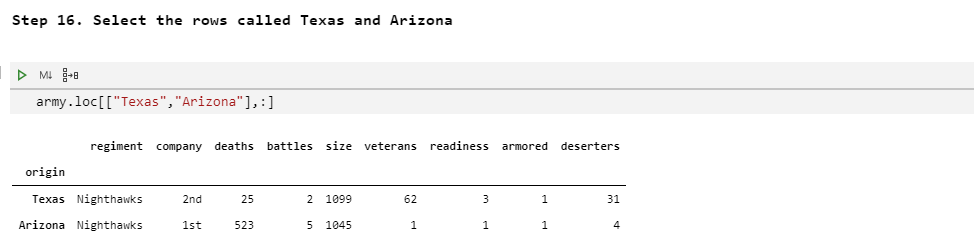 Step 16. Select the rows called Texas and Arizona
M↓
B
army.loc[["Texas","Arizona"],:]
regiment company deaths battles size veterans readiness armored deserters
origin
Texas Nighthawks 2nd 25 2 1099 62 3 1 31
Arizona Nighthawks 1st 523 5 1045 1 1 1 4